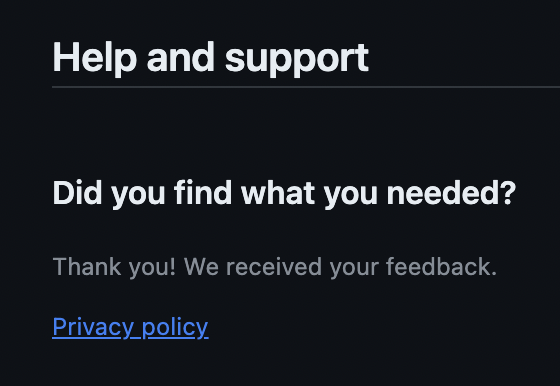 Help and support
Did you find what you needed?
Thank you! We received your feedback.
Privacy policy